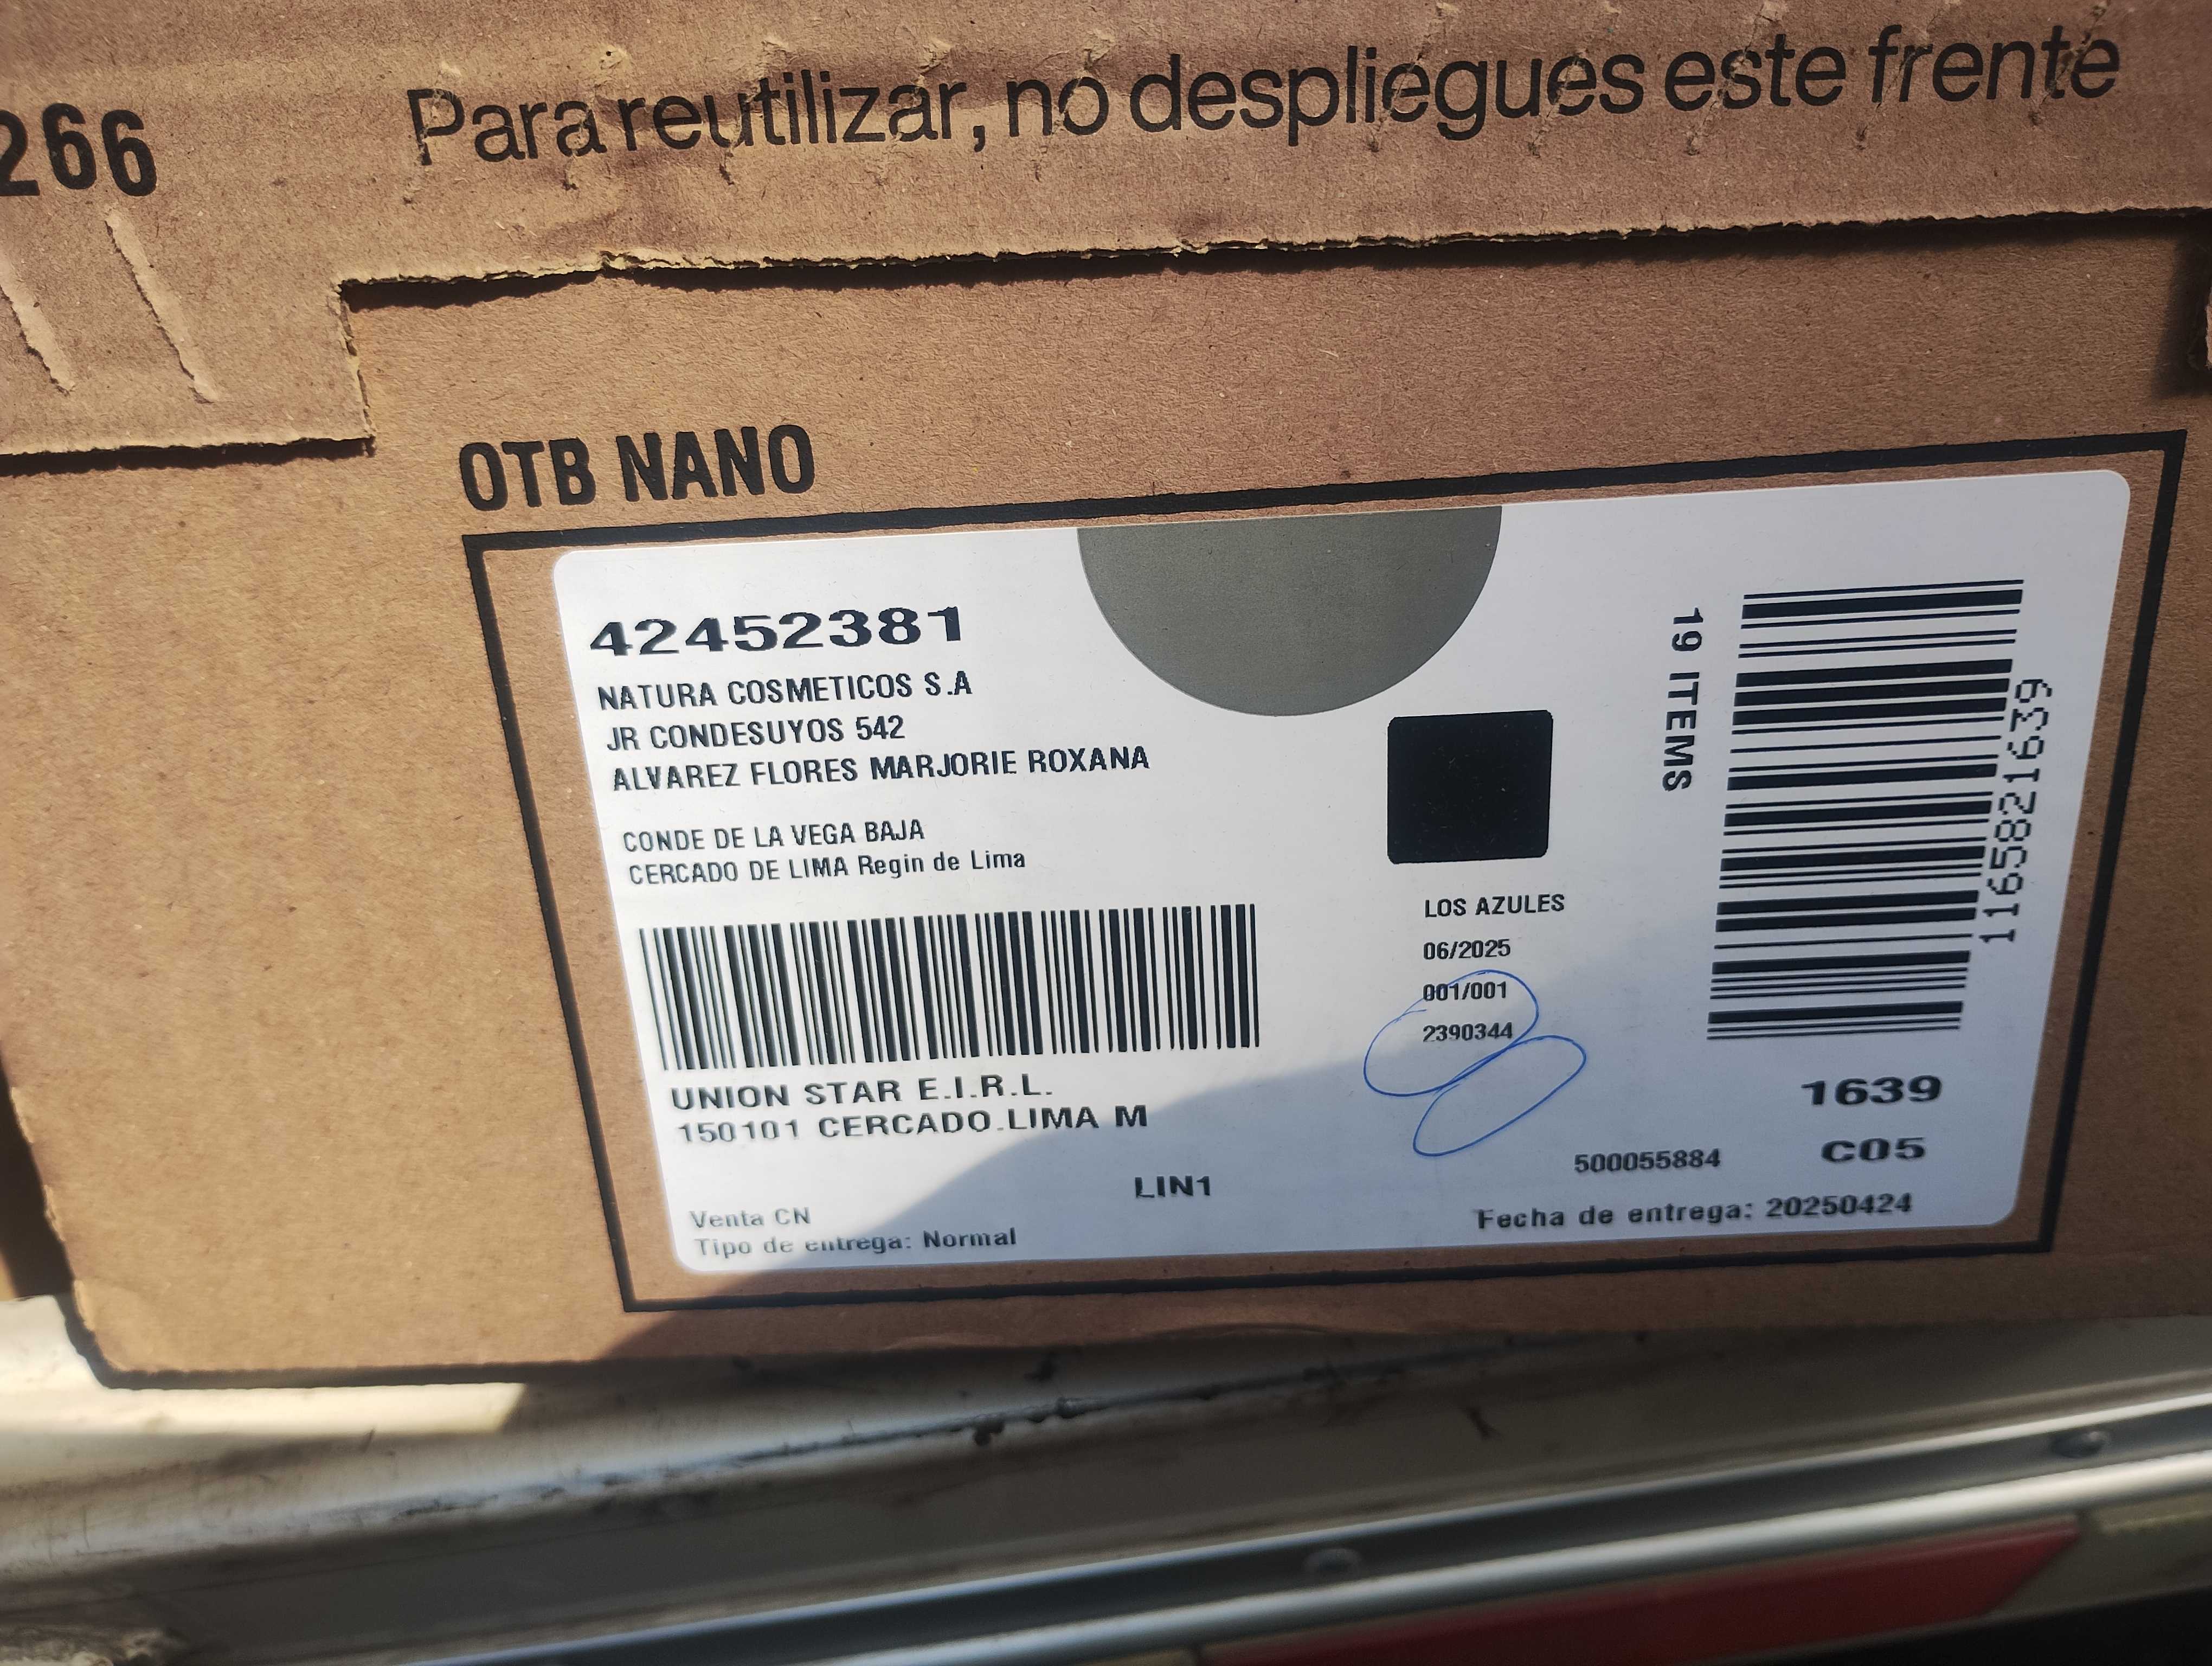 266
Para reutilizar, no despliegues este frente
OTB NANO
42452381
NATURA COSMETICOS S.A
JR CONDESUYOS 542
ALVAREZ FLORES MARJORIE ROXANA
CONDE DE LA VEGA BAJA
CERCADO DE LIMA Regin de Lima
UNION STAR E.I.R.L.
150101 CERCADO.LIMA M
LIN1
Venta CN
Tipo de entrega: Normal
LOS AZULES
06/2025
001/001
2390344
19 ITEMS
1165821639
1639
C05
500055884
Fecha de entrega: 20250424